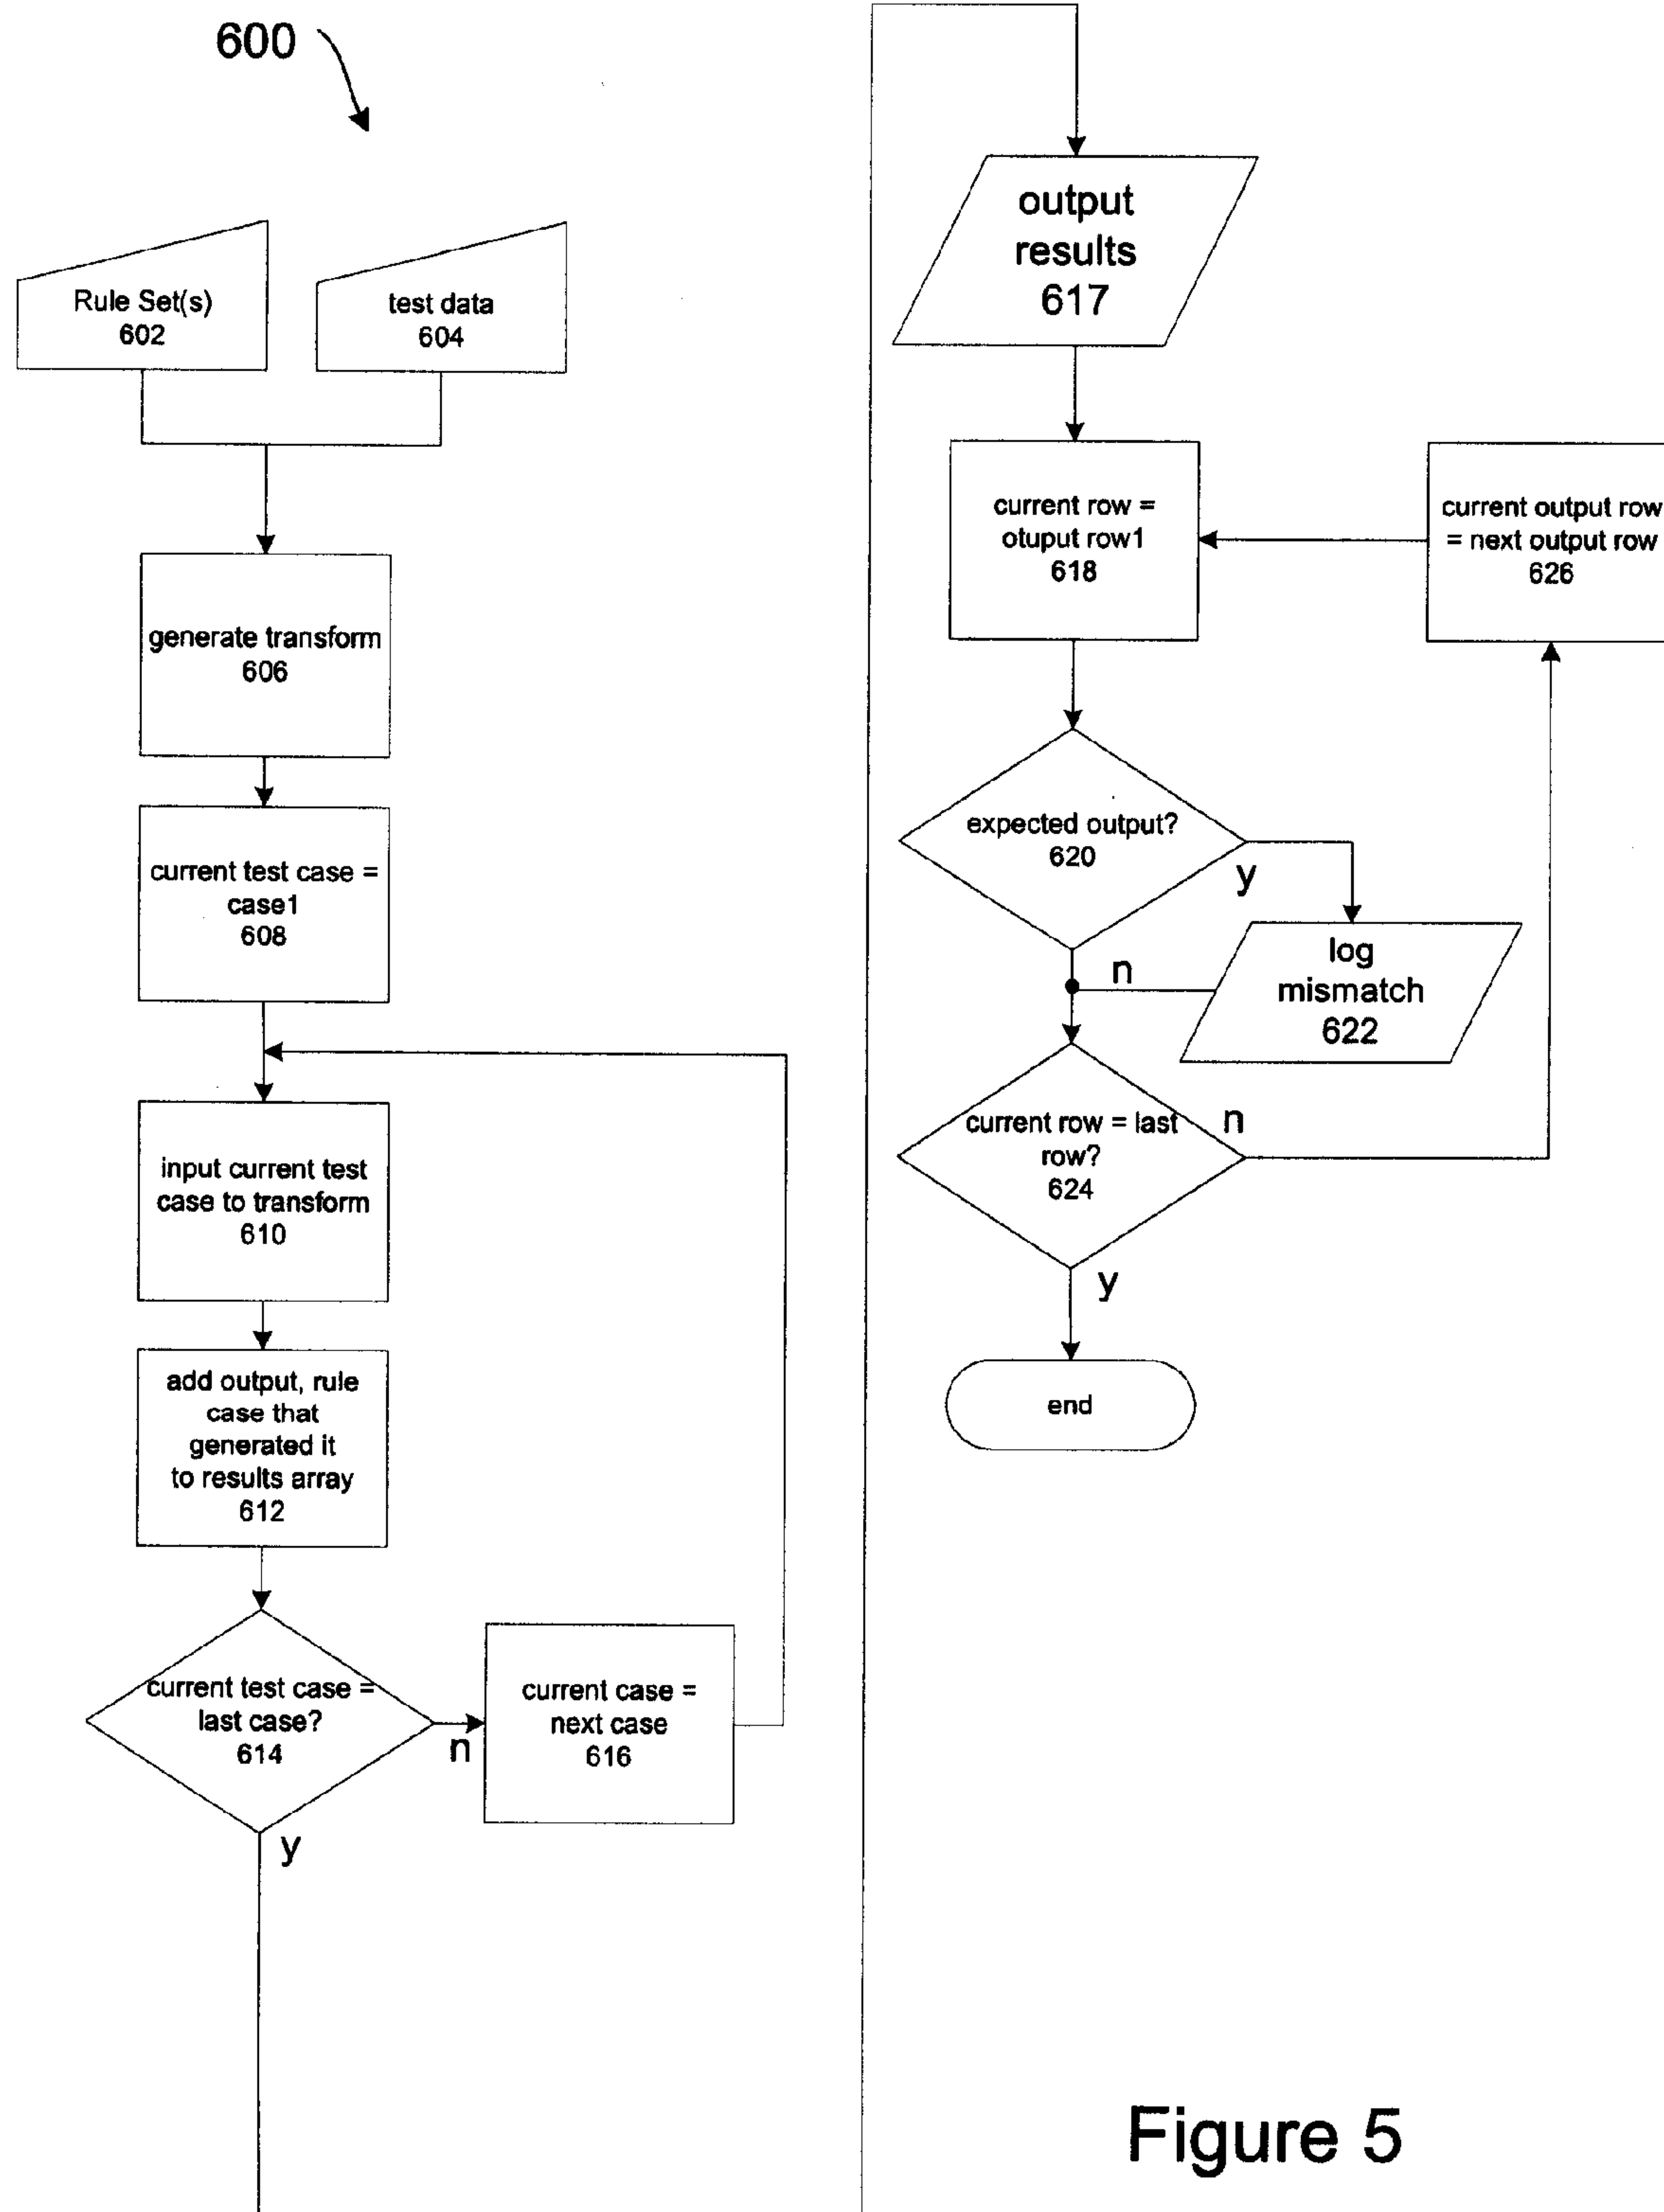 600
Rule Set(s)
602
test data
604
generate transform
606
current test case =
case1
608
input current test
case to transform
610
add output, rule
case that
generated it
to results array
612
current test case =
last case?
614
n
current case =
next case
616
y
output
results
617
current row =
otuput row1
618
current output row
= next output row
626
expected output?
620
y
n
log
mismatch
622
current row = last
row?
624
n
y
end
Figure 5